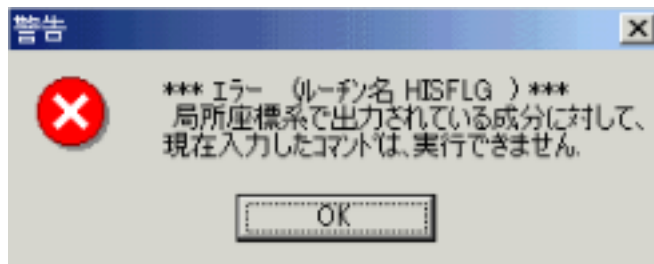 警告
*** エラー （ルーチン名 HISFLG ）***
局所座標系で出力されている成分に対して、
現在入力したコマンドは、実行できません.
OK